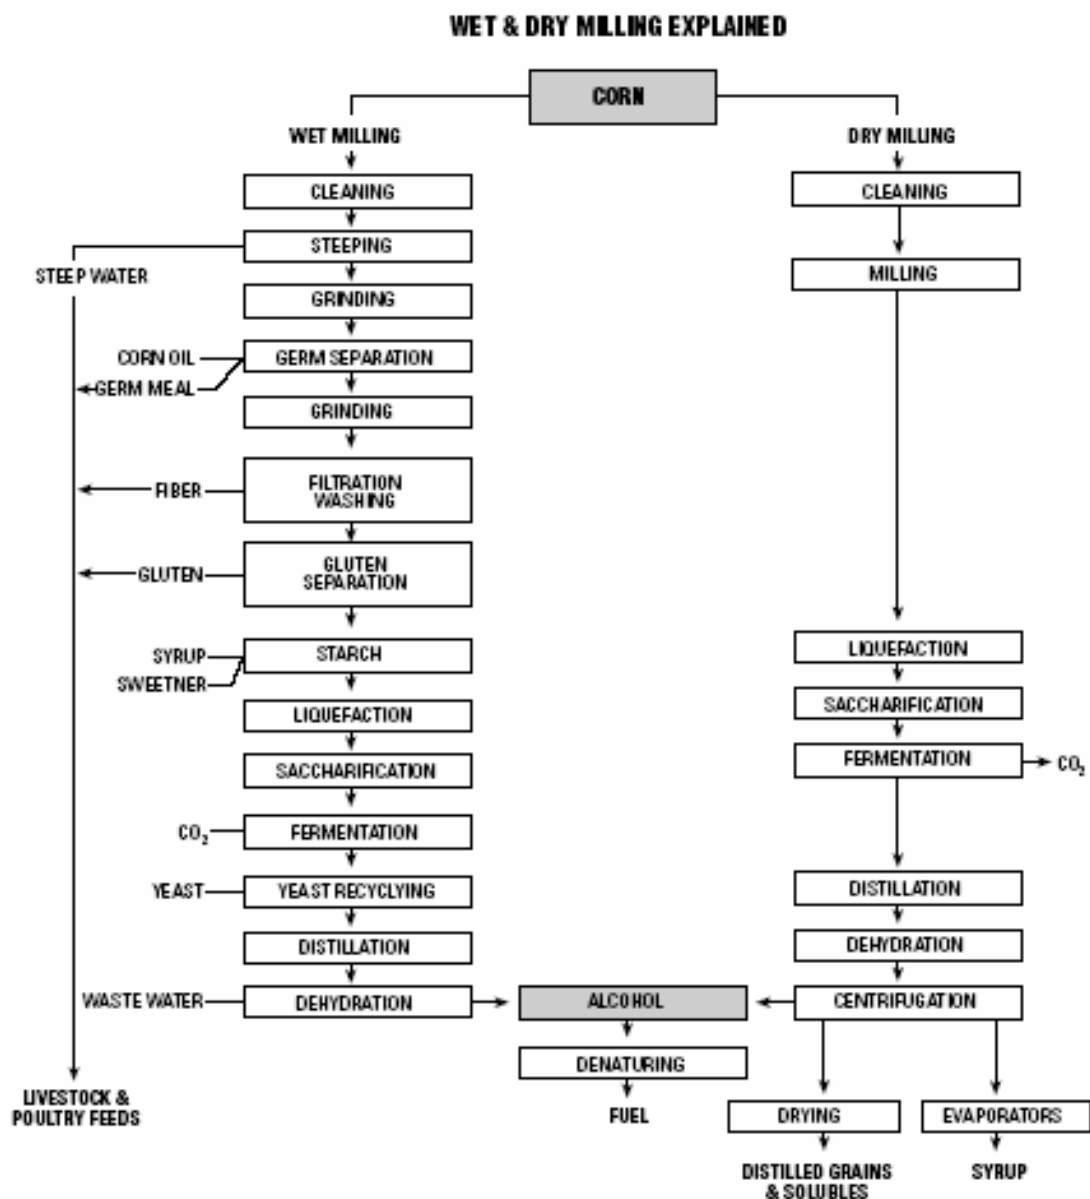 WET & DRY MILLING EXPLAINED
CORN
WET MILLING
DRY MILLING
CLEANING
CLEANING
STEEPING
STEEP WATER
MILLING
GRINDING
CORN OIL
GERM SEPARATION
GERM MEAL
GRINDING
FIBER
FILTRATION
WASHING
GLUTEN
GLUTEN
SEPARATION
SYRUP
STARCH
SWEETNER
LIQUEFACTION
LIQUEFACTION
SACCHARIFICATION
SACCHARIFICATION
FERMENTATION
CO₂
CO₂
FERMENTATION
YEAST
YEAST RECYCLYING
DISTILLATION
DISTILLATION
DEHYDRATION
WASTE WATER
DEHYDRATION
ALCOHOL
CENTRIFUGATION
DENATURING
FUEL
LIVESTOCK &
POULTRY FEEDS
DRYING
EVAPORATORS
DISTILLED GRAINS
& SOLUBLES
SYRUP